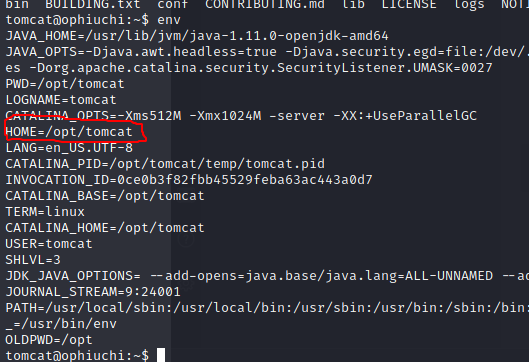 bin  BUILDING.txt  conf  CONTRIBUTING.md  lib  LICENSE  logs  NOTI
tomcat@ophiuchi:~$ env
JAVA_HOME=/usr/lib/jvm/java-1.11.0-openjdk-amd64
JAVA_OPTS=-Djava.awt.headless=true -Djava.security.egd=file:/dev/.
es -Dorg.apache.catalina.security.SecurityListener.UMASK=0027
PWD=/opt/tomcat
LOGNAME=tomcat
CATALINA_OPTS=-Xms512M -Xmx1024M -server -XX:+UseParallelGC
HOME=/opt/tomcat
LANG=en_US.UTF-8
CATALINA_PID=/opt/tomcat/temp/tomcat.pid
INVOCATION_ID=0ce0b3f82fbb45529feba63ac443a0d7
CATALINA_BASE=/opt/tomcat
TERM=linux
CATALINA_HOME=/opt/tomcat
USER=tomcat
SHLVL=3
JDK_JAVA_OPTIONS= --add-opens=java.base/java.lang=ALL-UNNAMED --ad
JOURNAL_STREAM=9:24001
PATH=/usr/local/sbin:/usr/local/bin:/usr/sbin:/usr/bin:/sbin:/bin:
_=/usr/bin/env
OLDPWD=/opt
tomcat@ophiuchi:~$